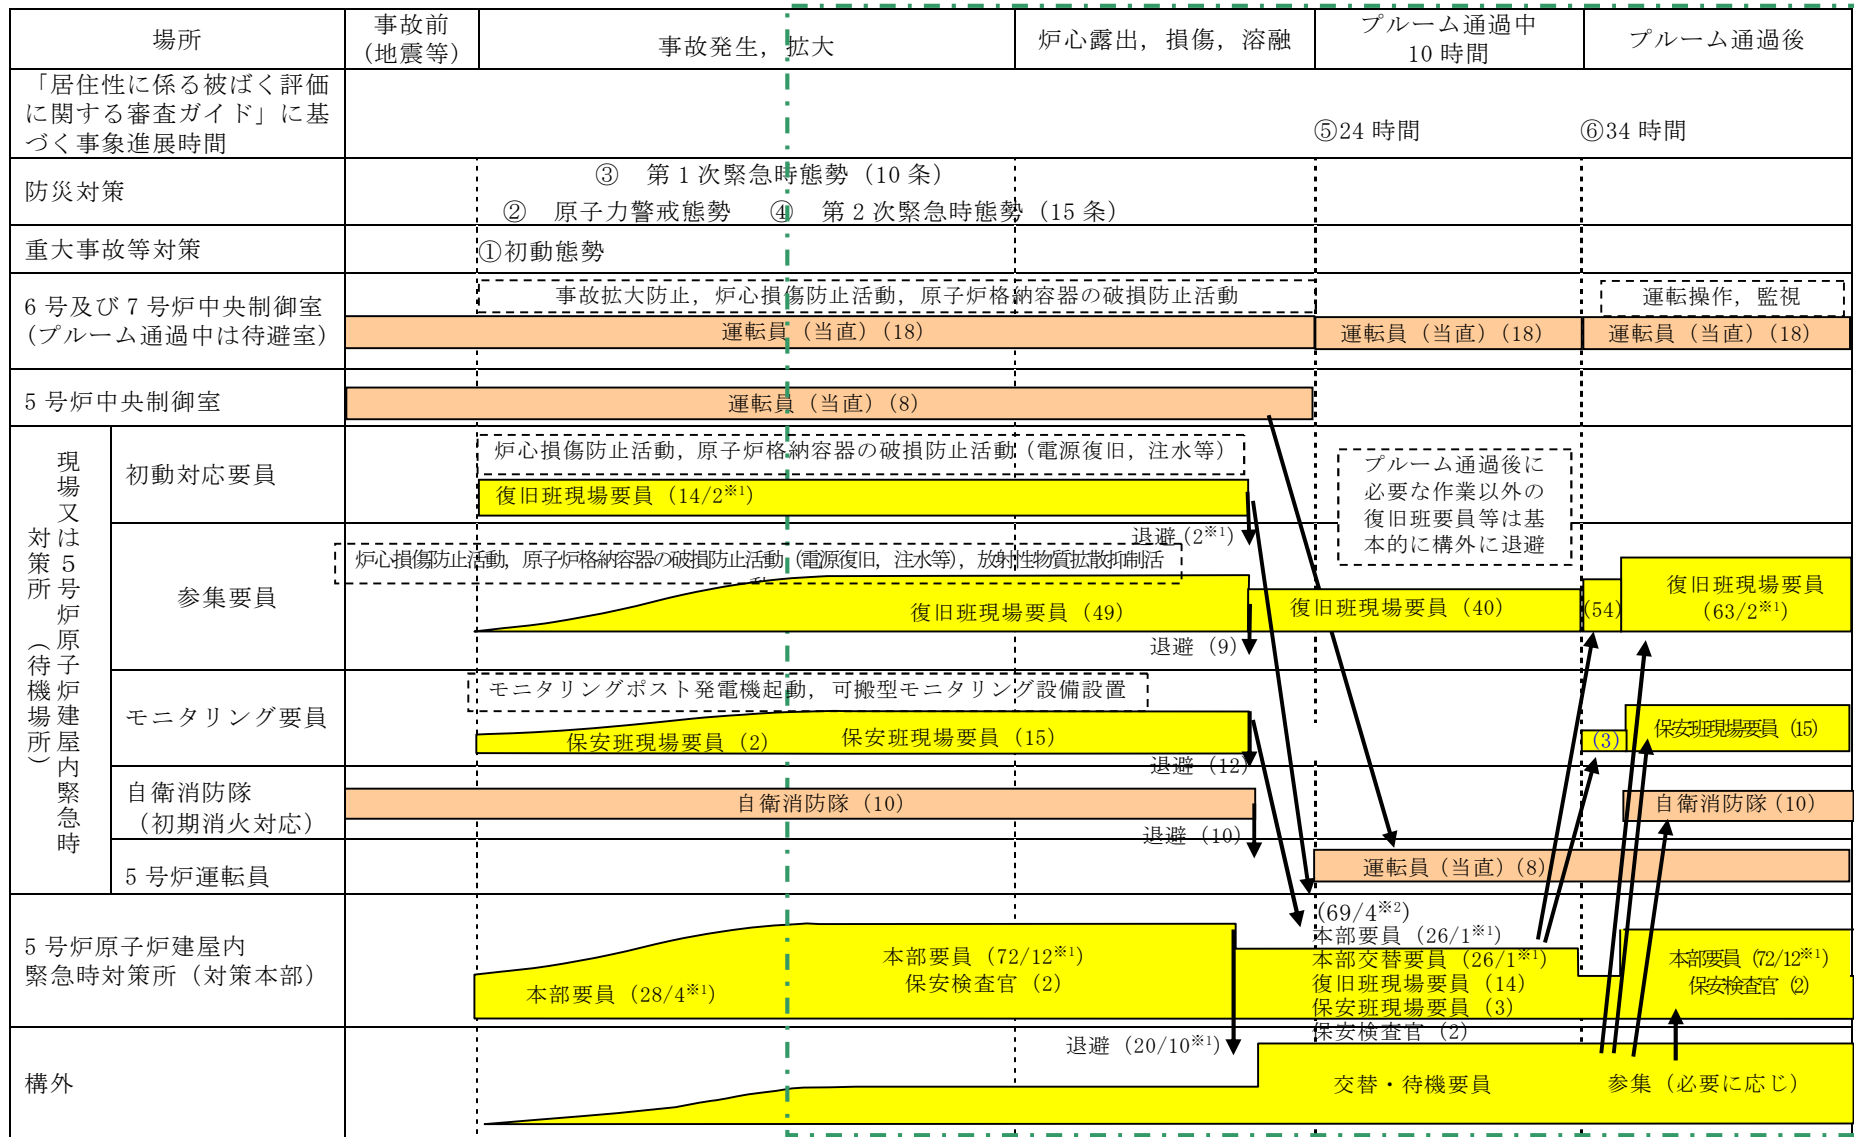 場所
事故前
(地震等)
事故発生，拡大
炉心露出，損傷，溶融
プルーム通過中
10 時間
プルーム通過後
「居住性に係る被ばく評価
に関する審査ガイド」に基
づく事象進展時間
⑤24 時間
⑥34 時間
防災対策
③　第 1 次緊急時態勢（10 条）
②　原子力警戒態勢　④　第 2 次緊急時態勢（15 条）
重大事故等対策
①初動態勢
6 号及び 7 号炉中央制御室
（プルーム通過中は待避室）
事故拡大防止，炉心損傷防止活動，原子炉格納容器の破損防止活動
運転操作，監視
運転員（当直）(18)
運転員（当直）(18)
運転員（当直）(18)
5 号炉中央制御室
運転員（当直）(8)
現場又は５号炉原子炉建屋内緊急時
対策所（待機場所）
初動対応要員
炉心損傷防止活動，原子炉格納容器の破損防止活動（電源復旧，注水等）
復旧班現場要員（14/2※1）
退避（2※1）
プルーム通過後に
必要な作業以外の
復旧班要員等は基
本的に構外に退避
参集要員
炉心損傷防止活動，原子炉格納容器の破損防止活動（電源復旧，注水等），放射性物質拡散抑制活
復旧班現場要員（49）
復旧班現場要員（40）
(54)
復旧班現場要員
（63/2※1）
退避（9）
モニタリング要員
モニタリングポスト発電機起動，可搬型モニタリング設備設置
保安班現場要員（2）
保安班現場要員（15）
(3)
保安班現場要員（15）
退避（12）
自衛消防隊
（初期消火対応）
自衛消防隊（10）
自衛消防隊（10）
退避（10）
5 号炉運転員
運転員（当直）(8)
5 号炉原子炉建屋内
緊急時対策所（対策本部）
本部要員（28/4※1）
本部要員（72/12※1）
保安検査官（2）
(69/4※2)
本部要員（26/1※1）
本部交替要員（26/1※1）
復旧班現場要員（14）
保安班現場要員（3）
保安検査官（2）
本部要員（72/12※1）
保安検査官（2）
退避（20/10※1）
構外
交替・待機要員
参集（必要に応じ）